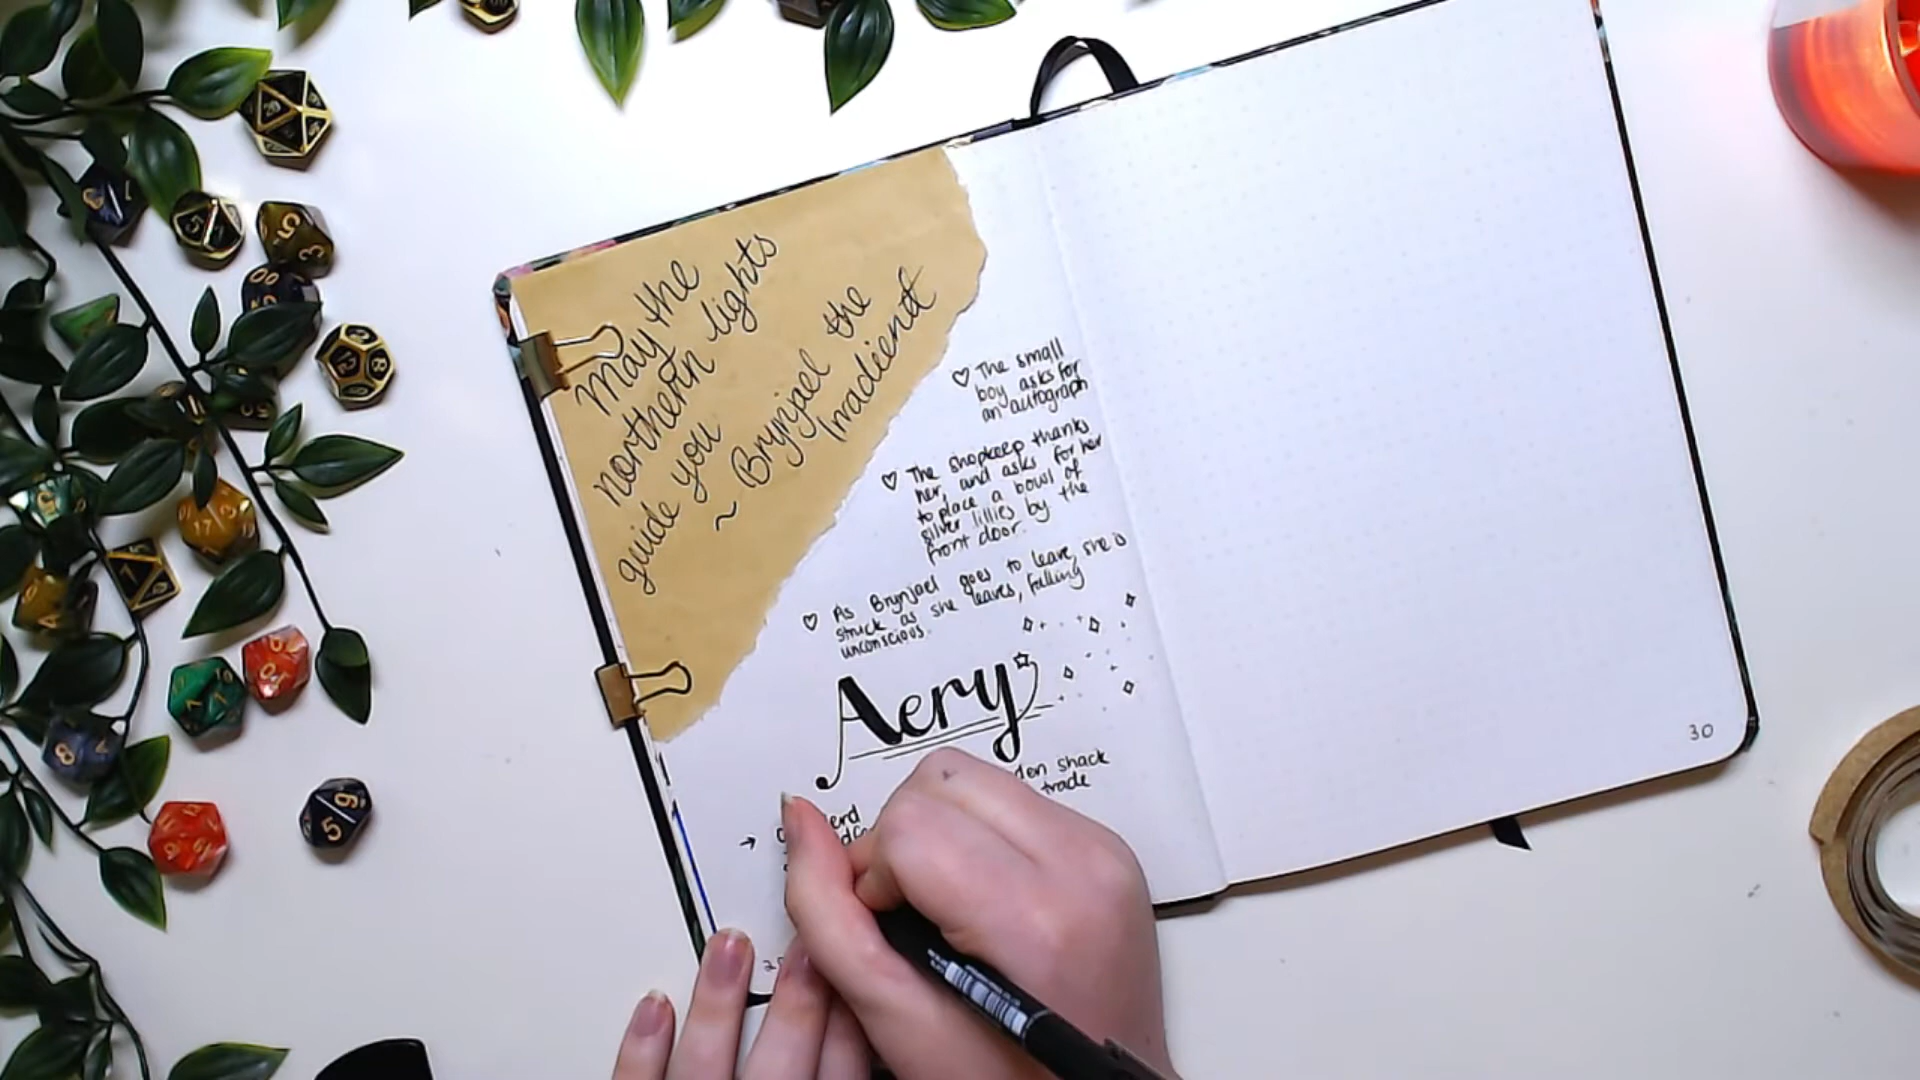 May the
northern lights
guide you
~ Brynjael the
Irradient
♡ The small
boy asks for
an autograph
♡ The shopkeep thanks
her, and asks for her
to place a bowl of
silver lillies by the
front door.
♡ As Brynjael goes to leave, she's
struck as she leaves, falling
unconscious.
Aery
shack
trade
→
30